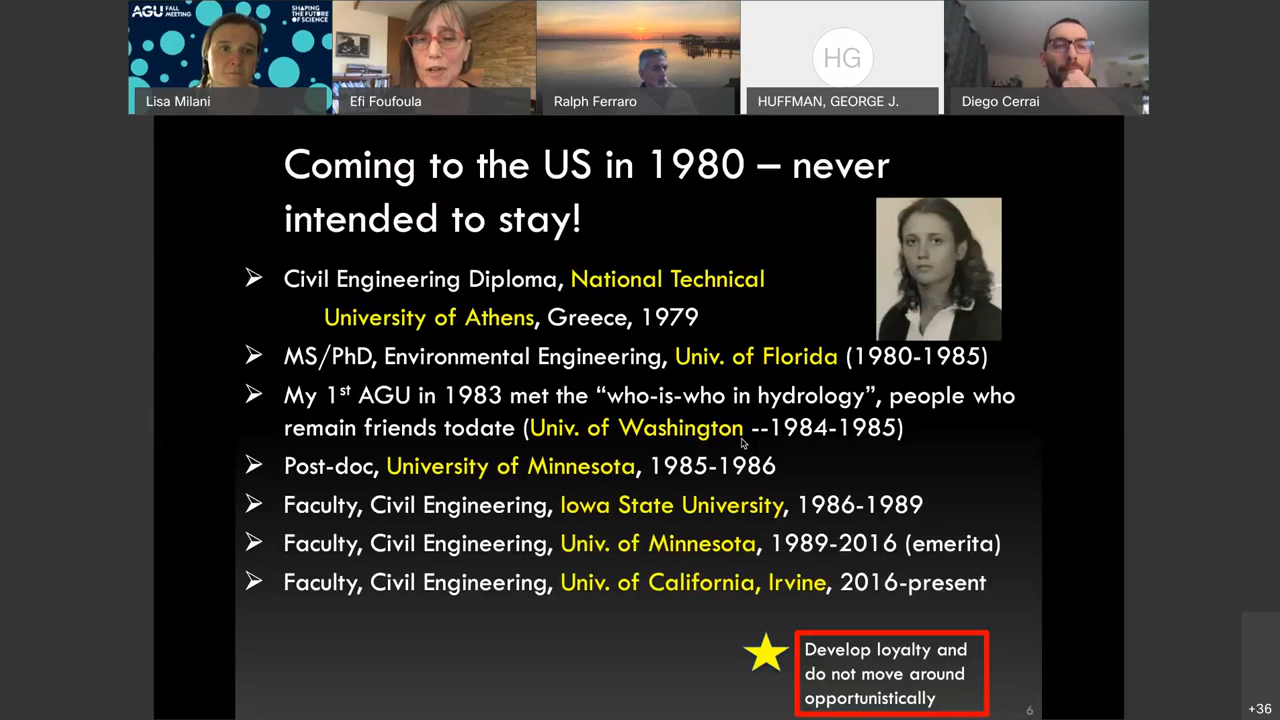 AGU FALL MEETING
SHAPING THE FUTURE OF SCIENCE
Lisa Milani
Efi Foufoula
Ralph Ferraro
HG
HUFFMAN, GEORGE J.
Diego Cerrai
Coming to the US in 1980 – never
intended to stay!
➢ Civil Engineering Diploma, National Technical
University of Athens, Greece, 1979
➢ MS/PhD, Environmental Engineering, Univ. of Florida (1980-1985)
➢ My 1st AGU in 1983 met the “who-is-who in hydrology”, people who
remain friends todate (Univ. of Washington --1984-1985)
➢ Post-doc, University of Minnesota, 1985-1986
➢ Faculty, Civil Engineering, Iowa State University, 1986-1989
➢ Faculty, Civil Engineering, Univ. of Minnesota, 1989-2016 (emerita)
➢ Faculty, Civil Engineering, Univ. of California, Irvine, 2016-present
Develop loyalty and
do not move around
opportunistically
6
+36